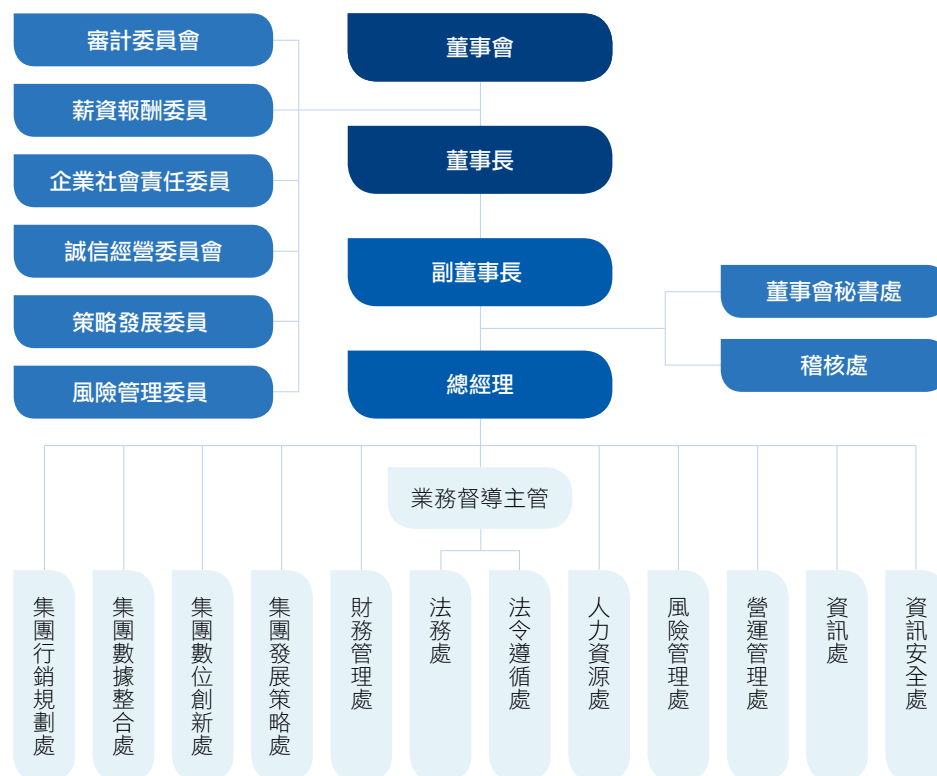 審計委員會
薪資報酬委員
企業社會責任委員
誠信經營委員會
策略發展委員
風險管理委員
董事會
董事長
副董事長
總經理
董事會秘書處
稽核處
業務督導主管
集團行銷規劃處
集團數據整合處
集團數位創新處
集團發展策略處
財務管理處
法務處
法令遵循處
人力資源處
風險管理處
營運管理處
資訊處
資訊安全處